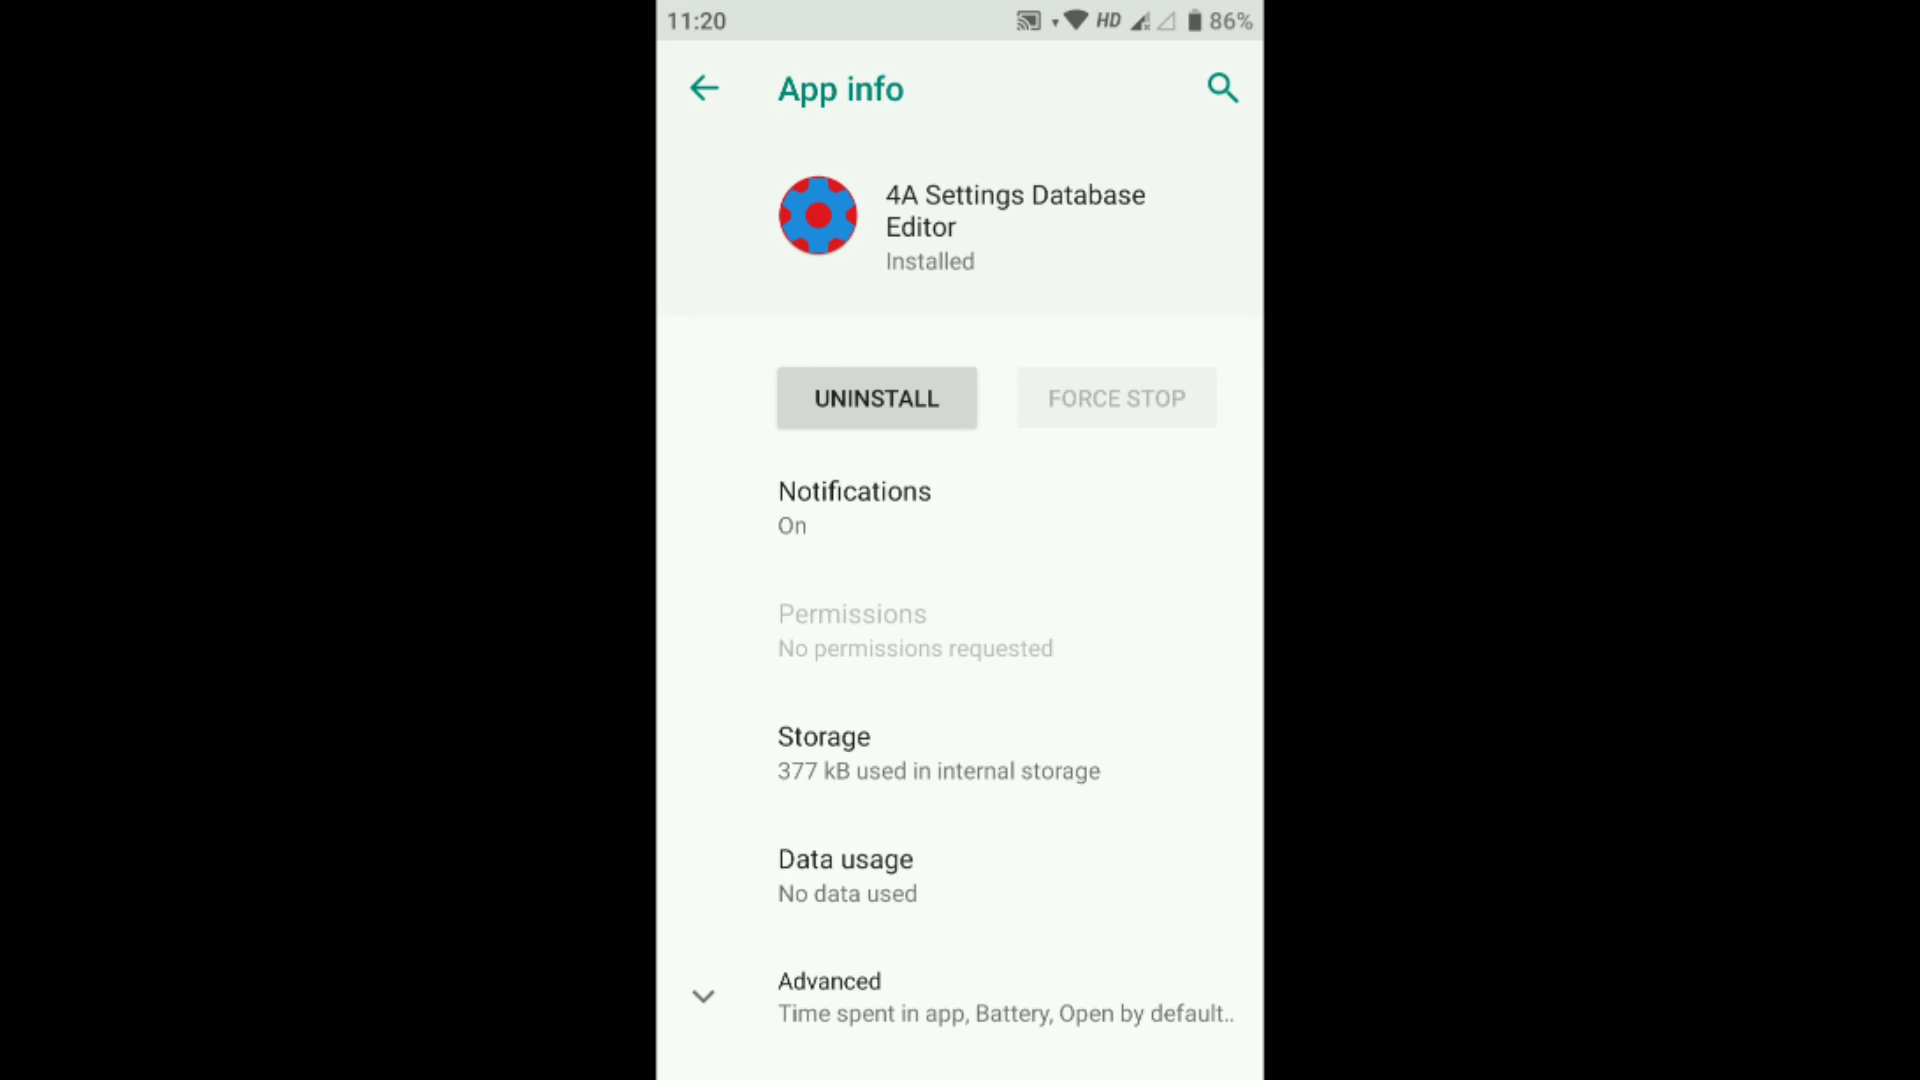 11:20
HD
86%
App info
4A Settings Database
Editor
Installed
UNINSTALL
FORCE STOP
Notifications
On
Permissions
No permissions requested
Storage
377 kB used in internal storage
Data usage
No data used
Advanced
Time spent in app, Battery, Open by default..